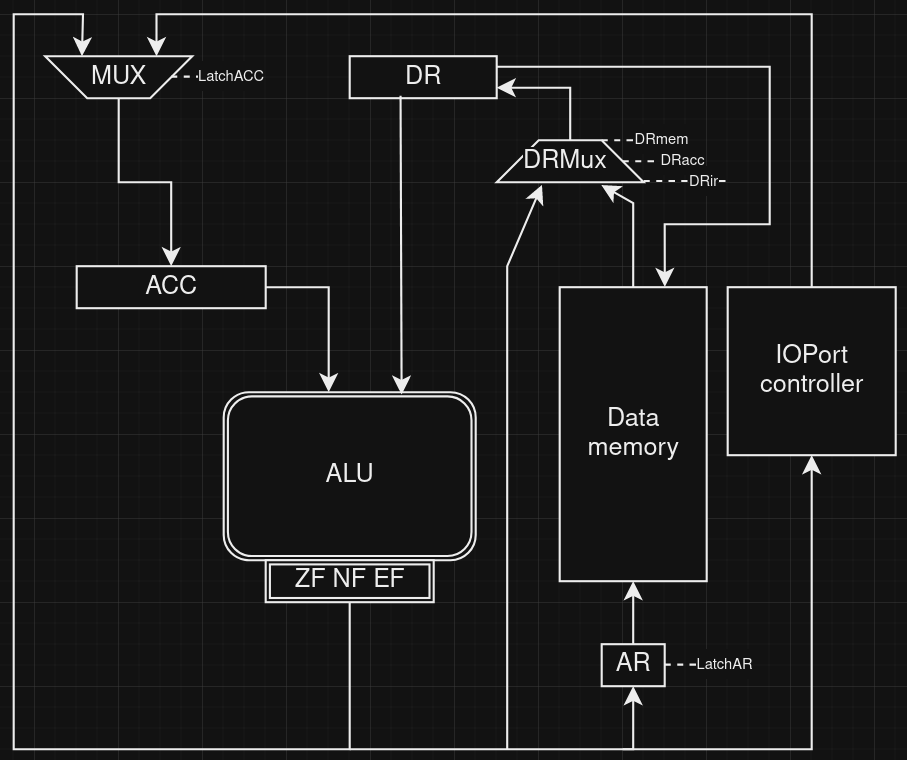 MUX
LatchACC
DR
DRMux
DRmem
DRacc
DRir
ACC
IOPort
controller
Data
memory
ALU
ZF NF EF
AR
LatchAR